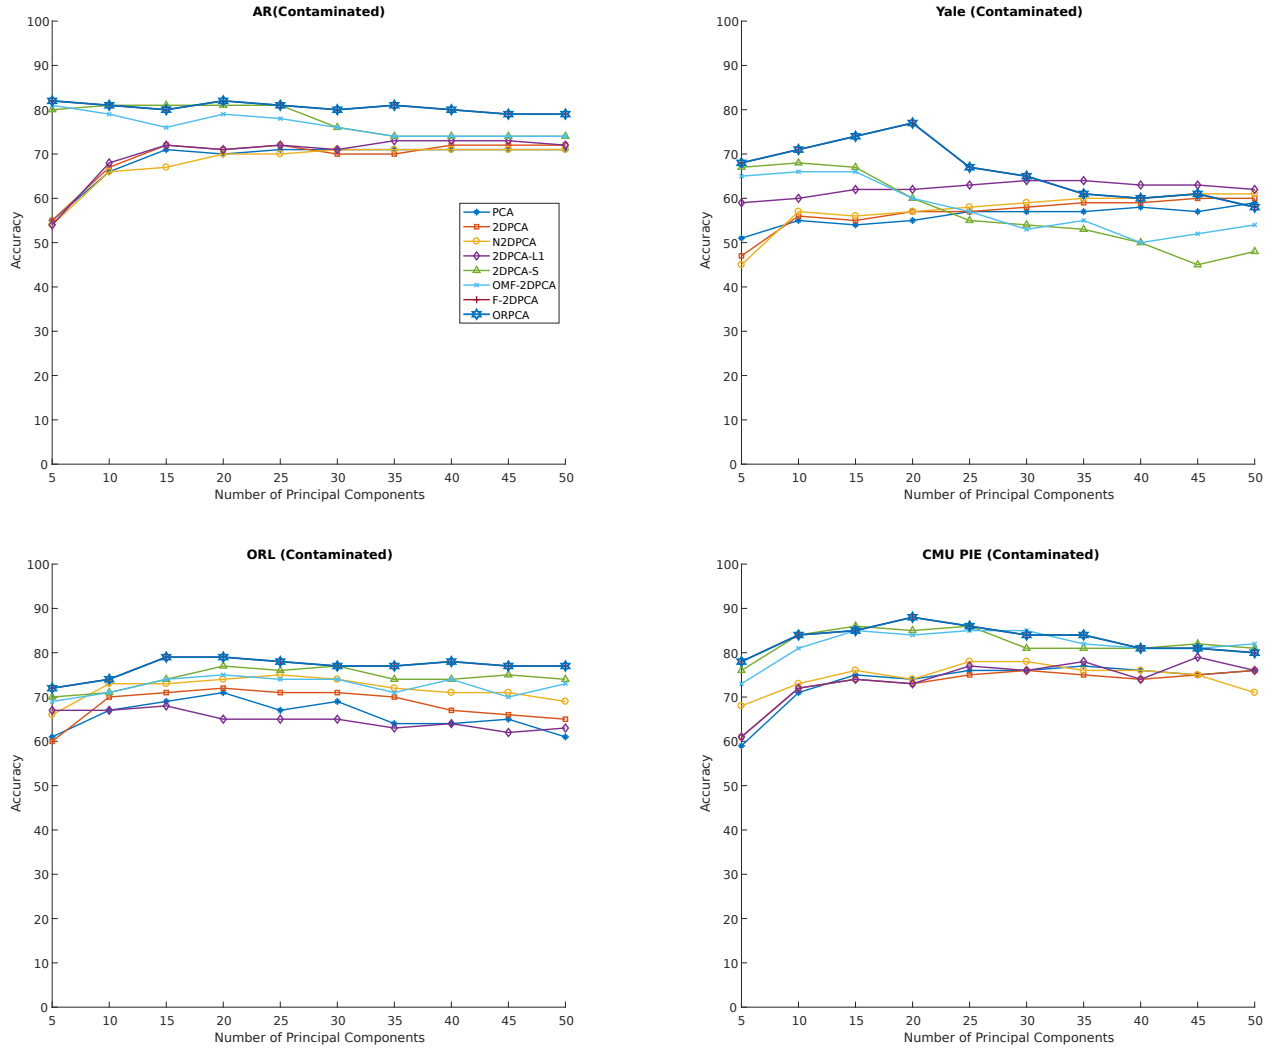 AR(Contaminated)
100
90
80
70
60
50
40
30
20
10
0
Accuracy
5 10 15 20 25 30 35 40 45 50
Number of Principal Components
PCA
2DPCA
N2DPCA
2DPCA-L1
2DPCA-S
OMF-2DPCA
F-2DPCA
ORPCA
Yale (Contaminated)
100
90
80
70
60
50
40
30
20
10
0
Accuracy
5 10 15 20 25 30 35 40 45 50
Number of Principal Components
ORL (Contaminated)
100
90
80
70
60
50
40
30
20
10
0
Accuracy
5 10 15 20 25 30 35 40 45 50
Number of Principal Components
CMU PIE (Contaminated)
100
90
80
70
60
50
40
30
20
10
0
Accuracy
5 10 15 20 25 30 35 40 45 50
Number of Principal Components